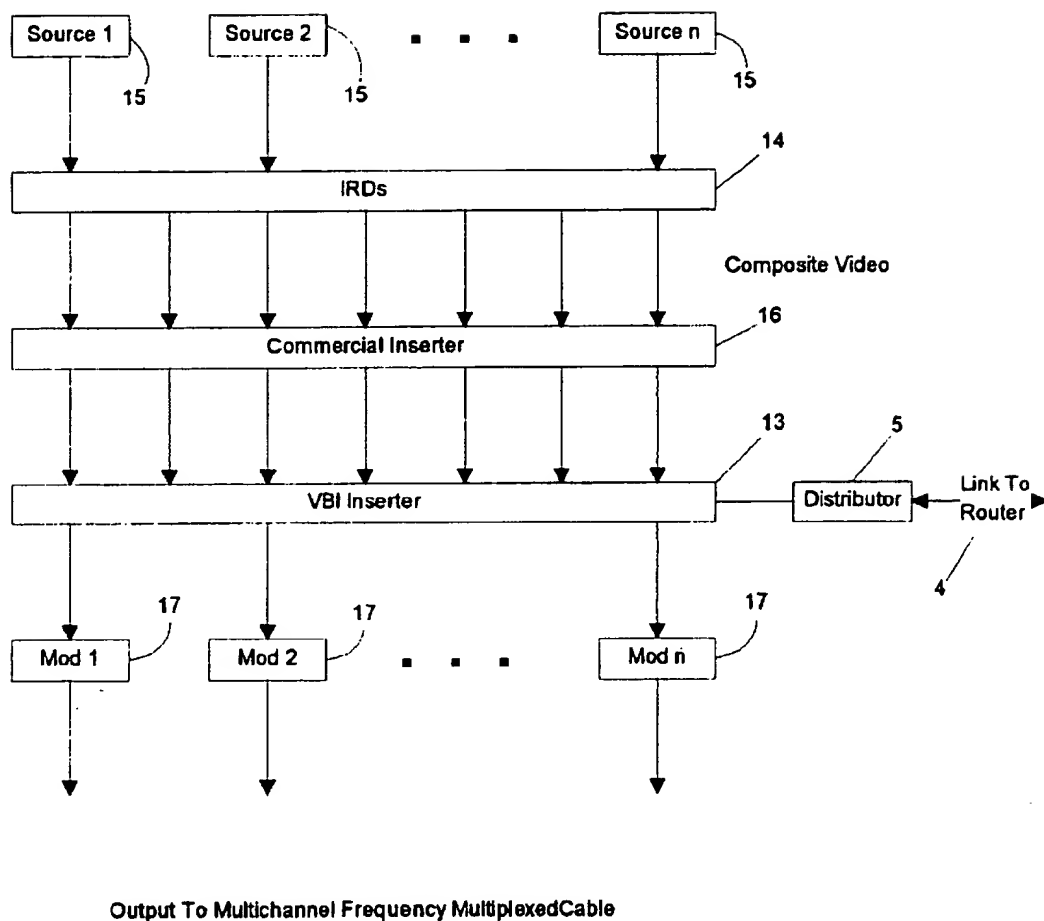 Source 1
Source 2
Source n
15
15
15
14
IRDs
Composite Video
16
Commercial Inserter
13
5
VBI Inserter
Distributor
Link To
Router
4
17
17
17
Mod 1
Mod 2
Mod n
Output To Multichannel Frequency MultiplexedCable